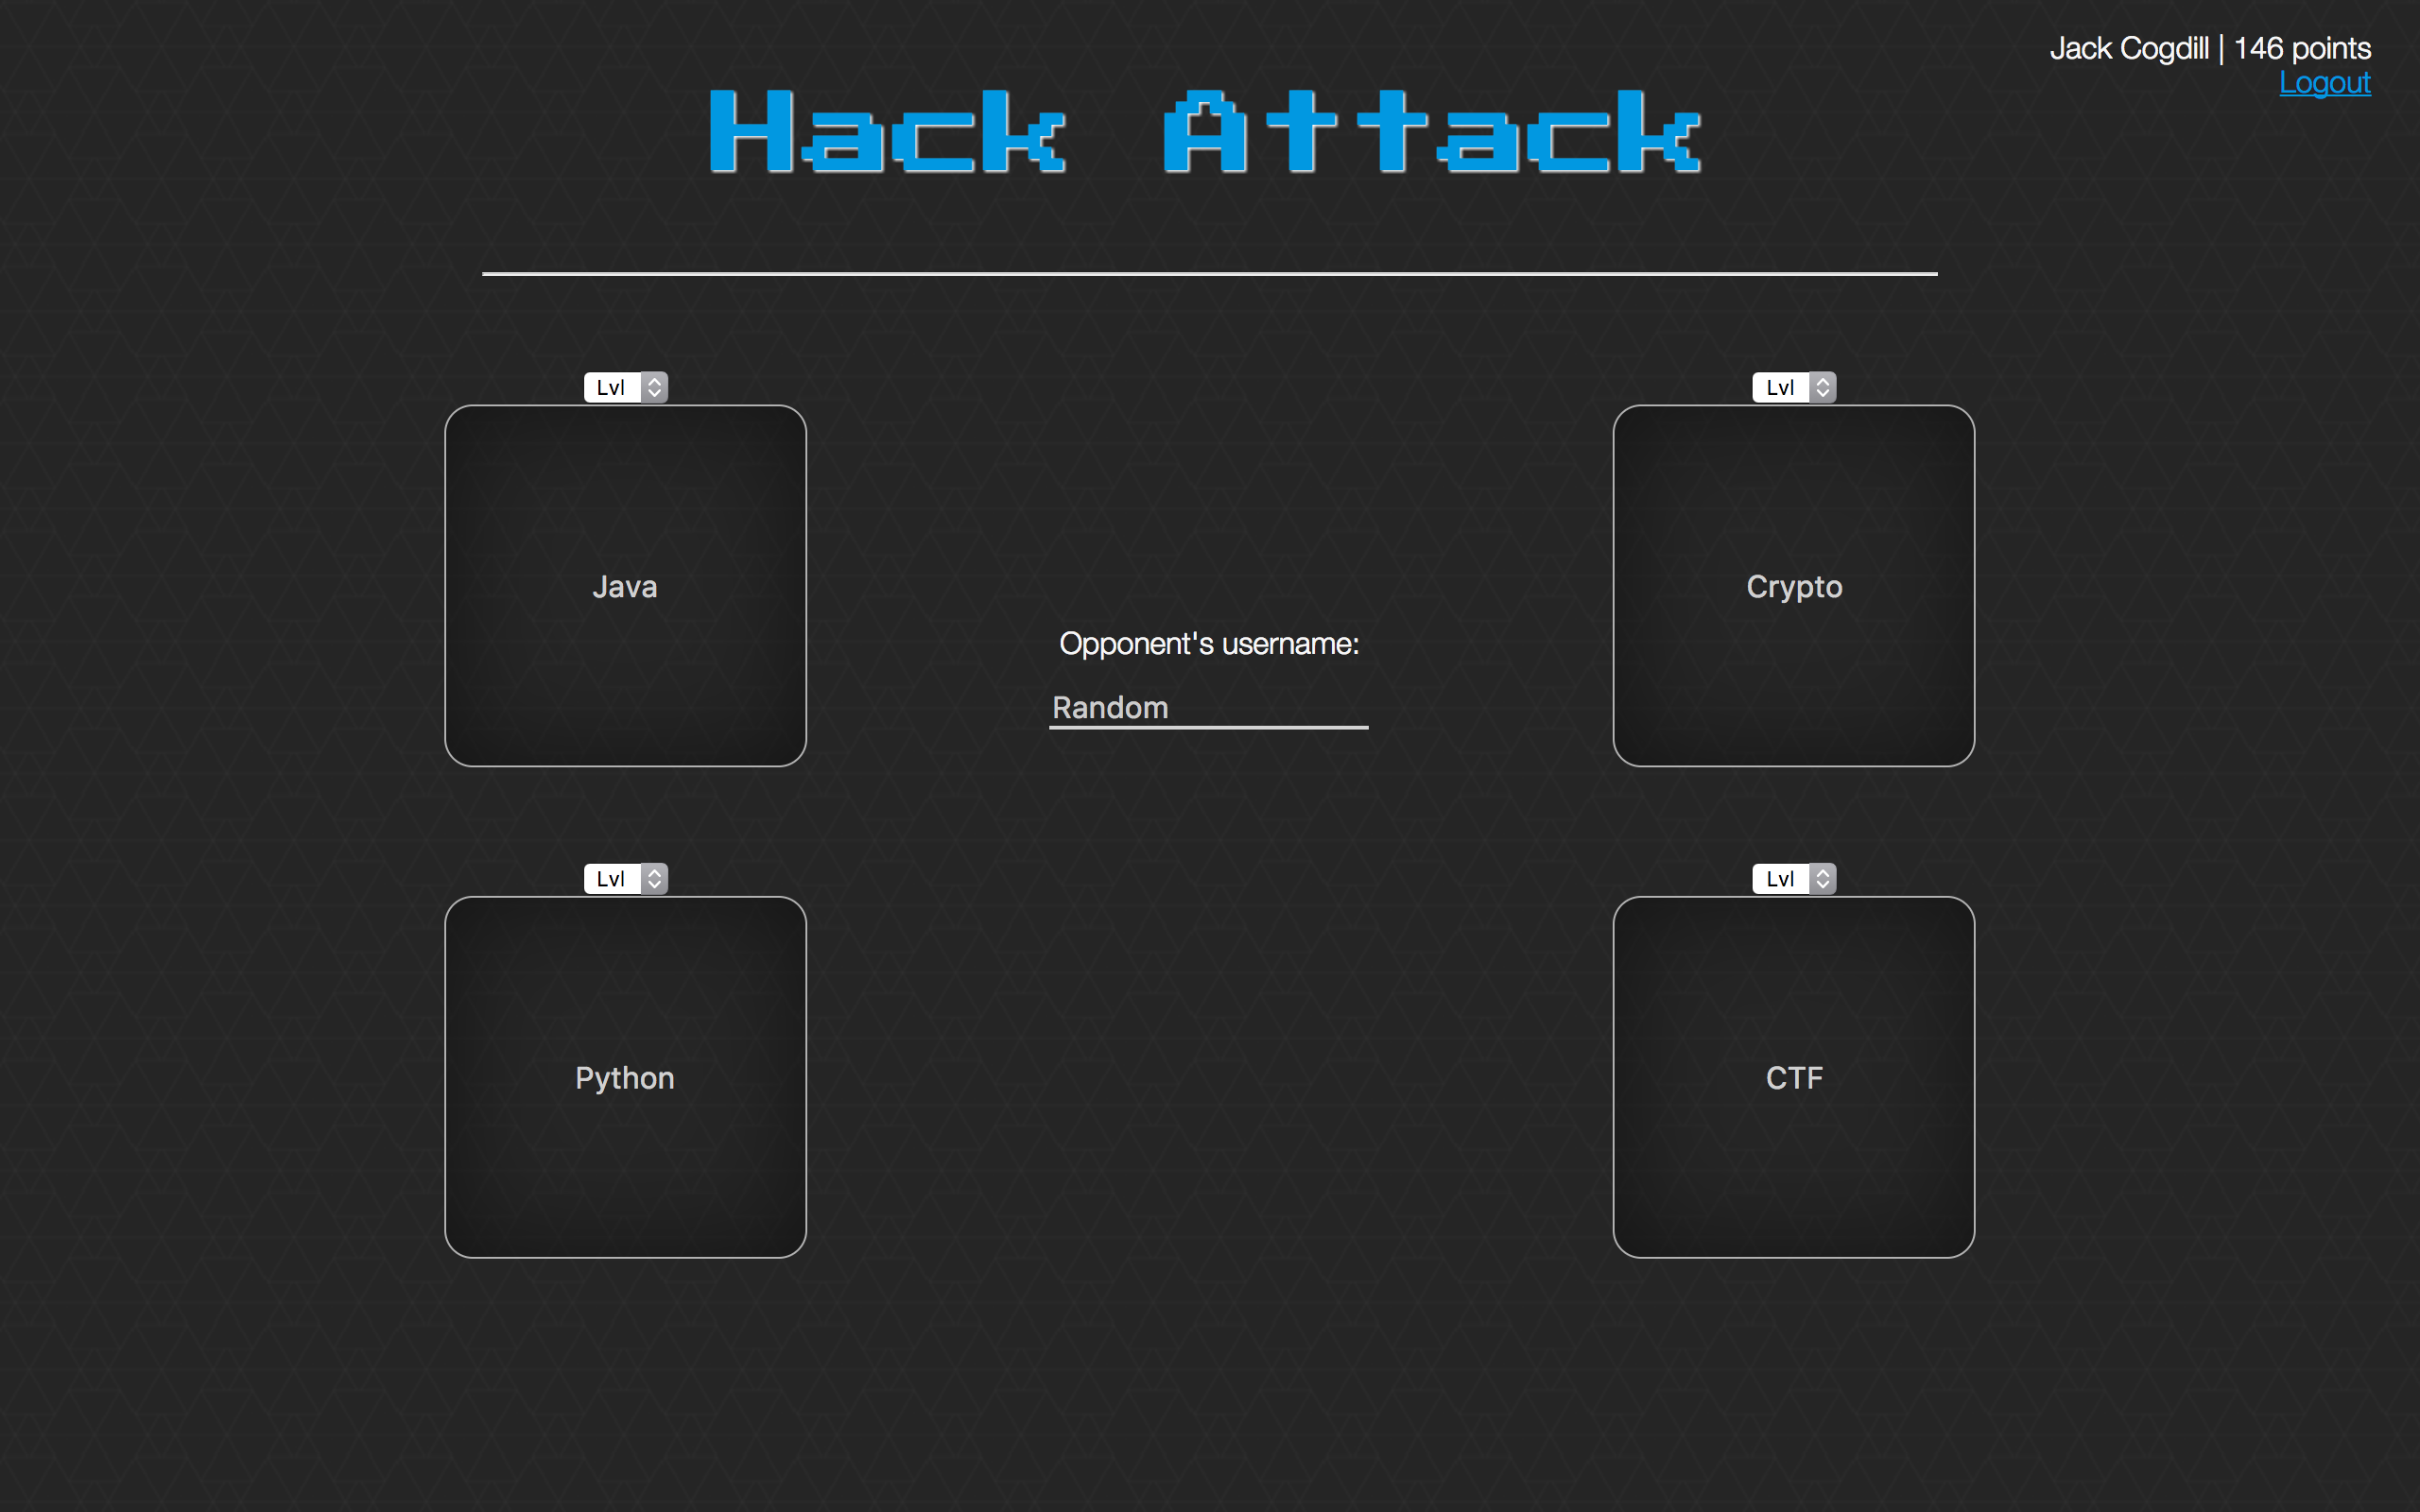 Jack Cogdill | 146 points
Logout
Hack Attack
Lvl
Lvl
Java
Crypto
Opponent's username:
Random
Lvl
Lvl
Python
CTF